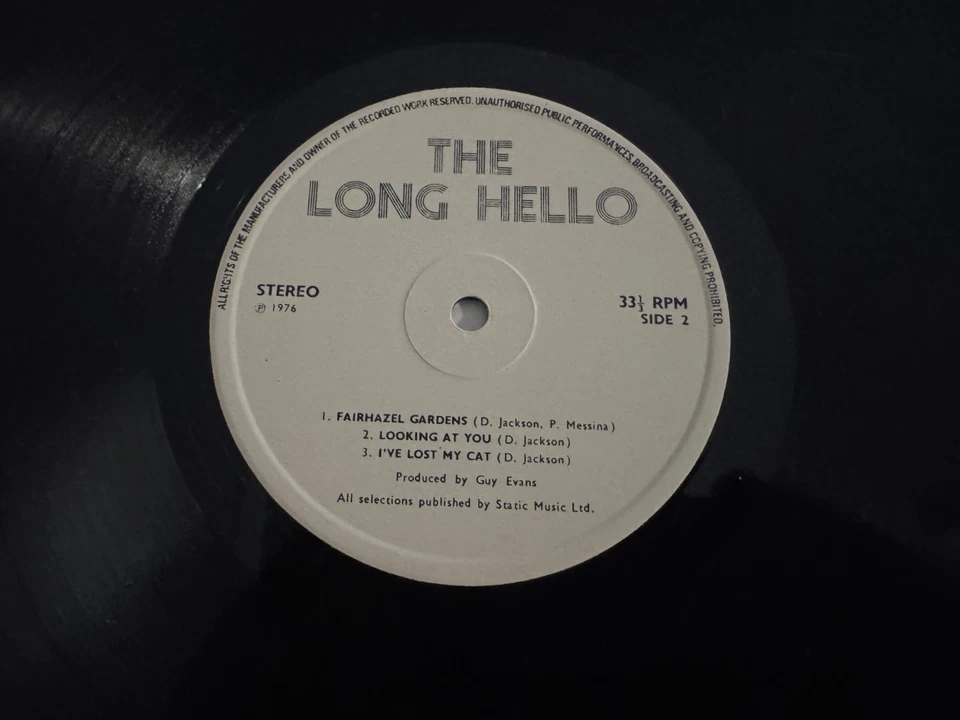 ALL RIGHTS OF THE MANUFACTURERS AND OWNER OF THE RECORDED WORK RESERVED. UNAUTHORISED PUBLIC PERFORMANCES, BROADCASTING AND COPYING PROHIBITED.
THE
LONG HELLO
STEREO
℗ 1976
33⅓ RPM
SIDE 2
1. FAIRHAZEL GARDENS (D. Jackson, P. Messina)
2. LOOKING AT YOU (D. Jackson)
3. I'VE LOST MY CAT (D. Jackson)
Produced by Guy Evans
All selections published by Static Music Ltd.